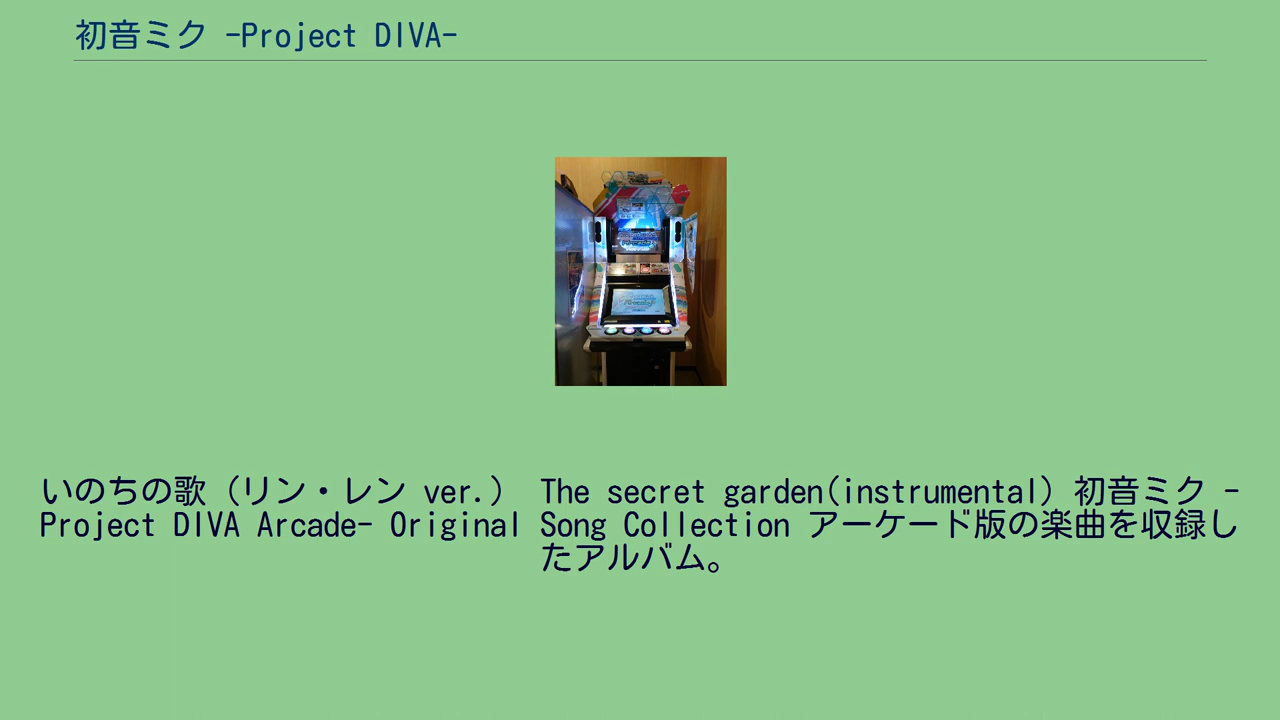 初音ミク -Project DIVA-
いのちの歌（リン・レン ver.） The secret garden(instrumental) 初音ミク -
Project DIVA Arcade- Original Song Collection アーケード版の楽曲を収録し
たアルバム。